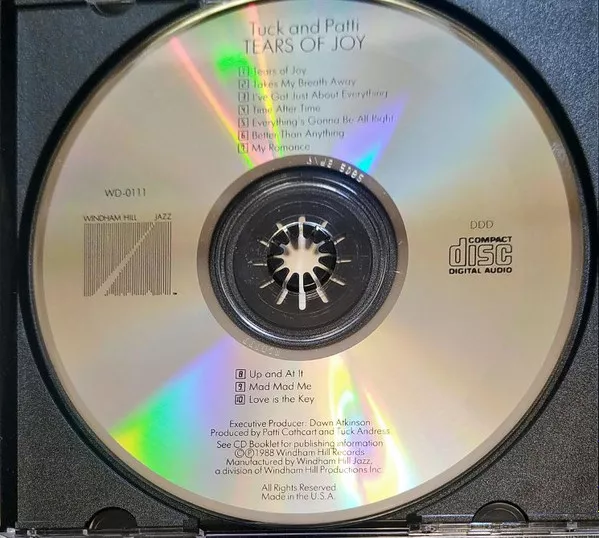 Tuck and Patti
TEARS OF JOY
1 Tears of Joy
2 Takes My Breath Away
3 I've Got Just About Everything
4 Time After Time
5 Everything's Gonna Be All Right
6 Better Than Anything
7 My Romance
WD-0111
WINDHAM HILL JAZZ
DDD
COMPACT
disc
DIGITAL AUDIO
8 Up and At It
9 Mad Mad Me
10 Love is the Key
Executive Producer: Dawn Atkinson
Produced by Patti Cathcart and Tuck Andress
See CD Booklet for publishing information
©℗1988 Windham Hill Records
Manufactured by Windham Hill Jazz,
a division of Windham Hill Productions Inc.
All Rights Reserved
Made in the U.S.A.